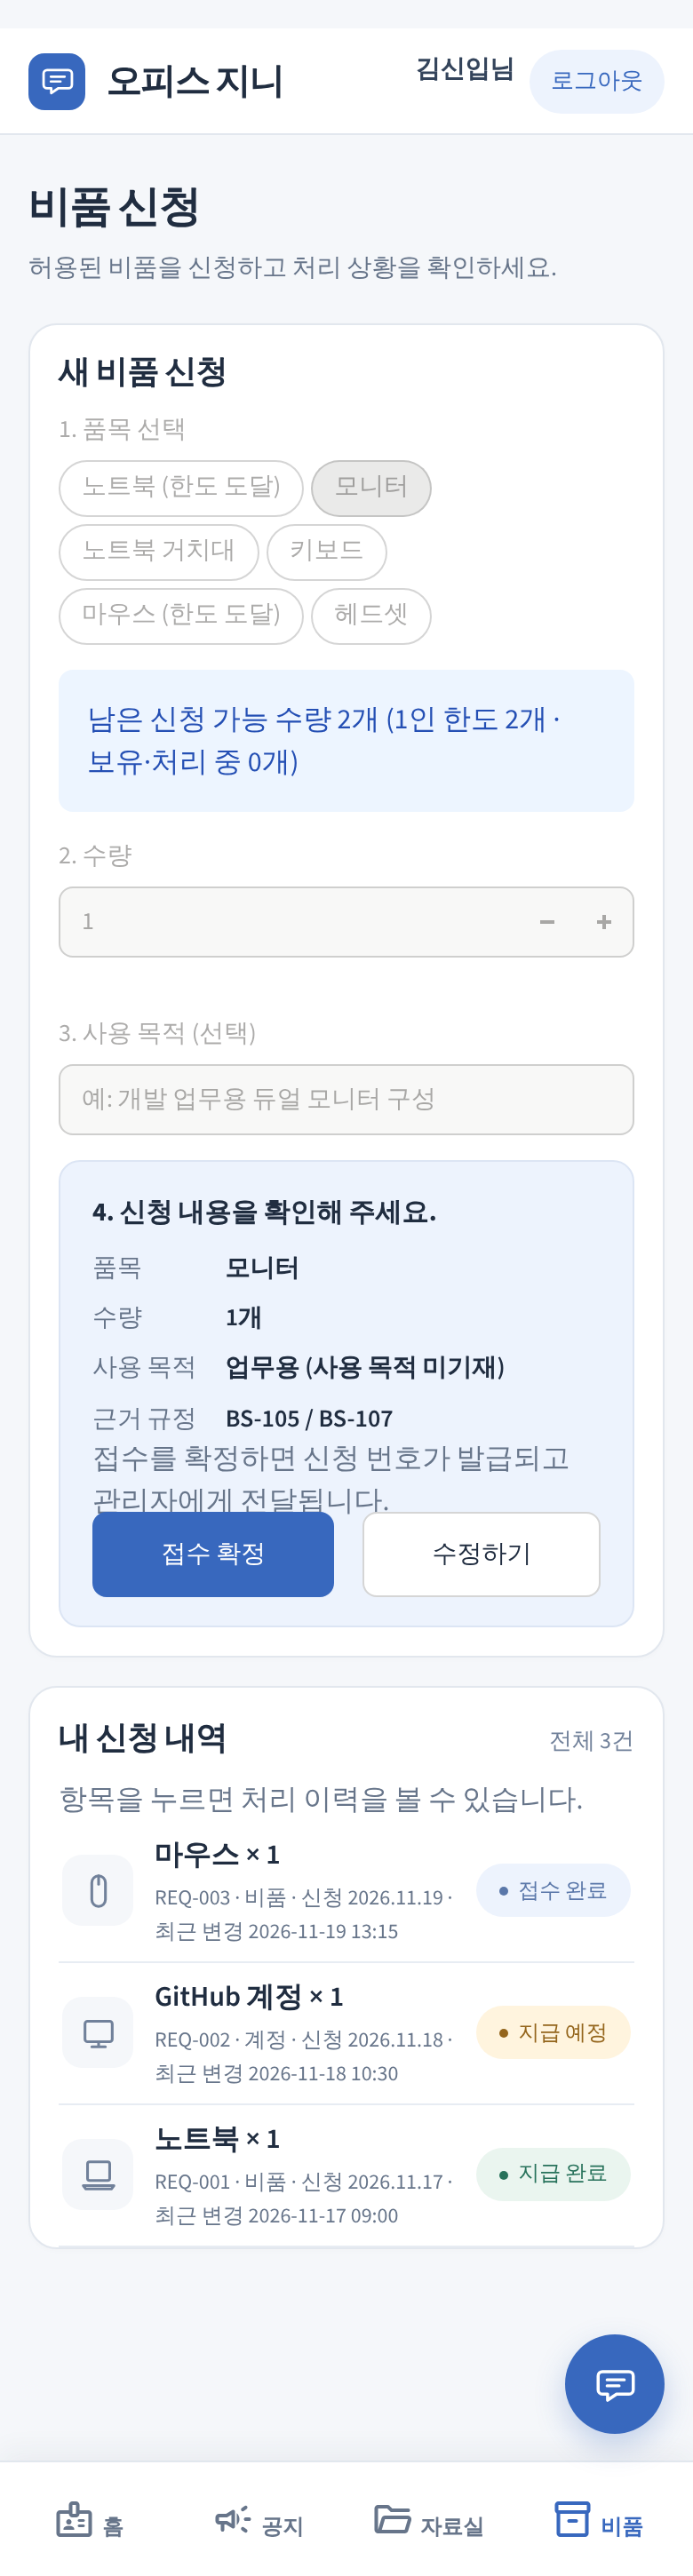 오피스 지니
김신입님
로그아웃
비품 신청
허용된 비품을 신청하고 처리 상황을 확인하세요.
새 비품 신청
1. 품목 선택
노트북 (한도 도달) 모니터
노트북 거치대 키보드
마우스 (한도 도달) 헤드셋
남은 신청 가능 수량 2개 (1인 한도 2개 ·
보유·처리 중 0개)
2. 수량
1 − +
3. 사용 목적 (선택)
예: 개발 업무용 듀얼 모니터 구성
4. 신청 내용을 확인해 주세요.
품목 모니터
수량 1개
사용 목적 업무용 (사용 목적 미기재)
근거 규정 BS-105 / BS-107
접수를 확정하면 신청 번호가 발급되고
관리자에게 전달됩니다.
접수 확정 수정하기
내 신청 내역 전체 3건
항목을 누르면 처리 이력을 볼 수 있습니다.
마우스 × 1
REQ-003 · 비품 · 신청 2026.11.19 ·
최근 변경 2026-11-19 13:15
• 접수 완료
GitHub 계정 × 1
REQ-002 · 계정 · 신청 2026.11.18 ·
최근 변경 2026-11-18 10:30
• 지급 예정
노트북 × 1
REQ-001 · 비품 · 신청 2026.11.17 ·
최근 변경 2026-11-17 09:00
• 지급 완료
홈 공지 자료실 비품